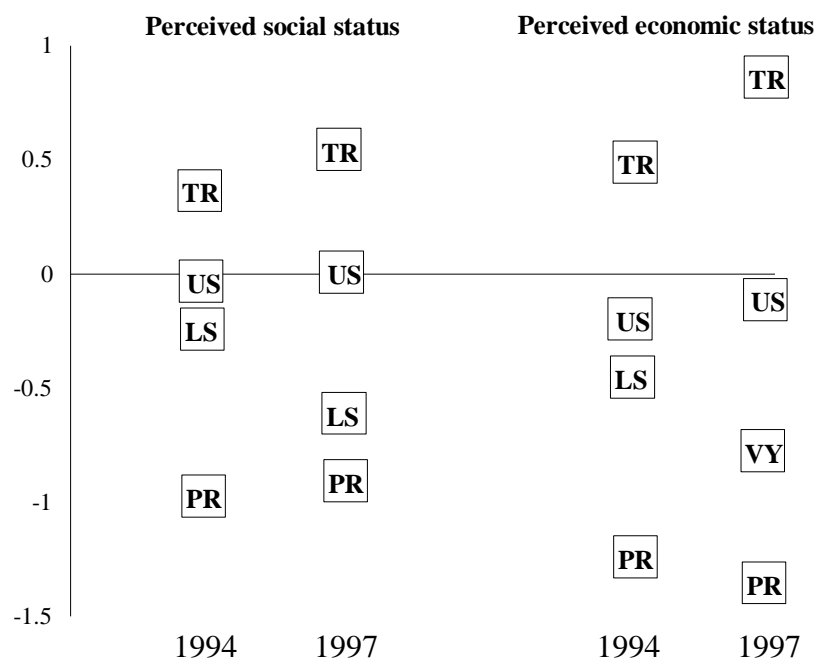 Perceived social status Perceived economic status
1
TR
0.5
TR
TR
TR
0
US
US
US
US
LS
LS
-0.5
LS
VY
PR
-1
PR
PR
PR
-1.5
1994 1997 1994 1997